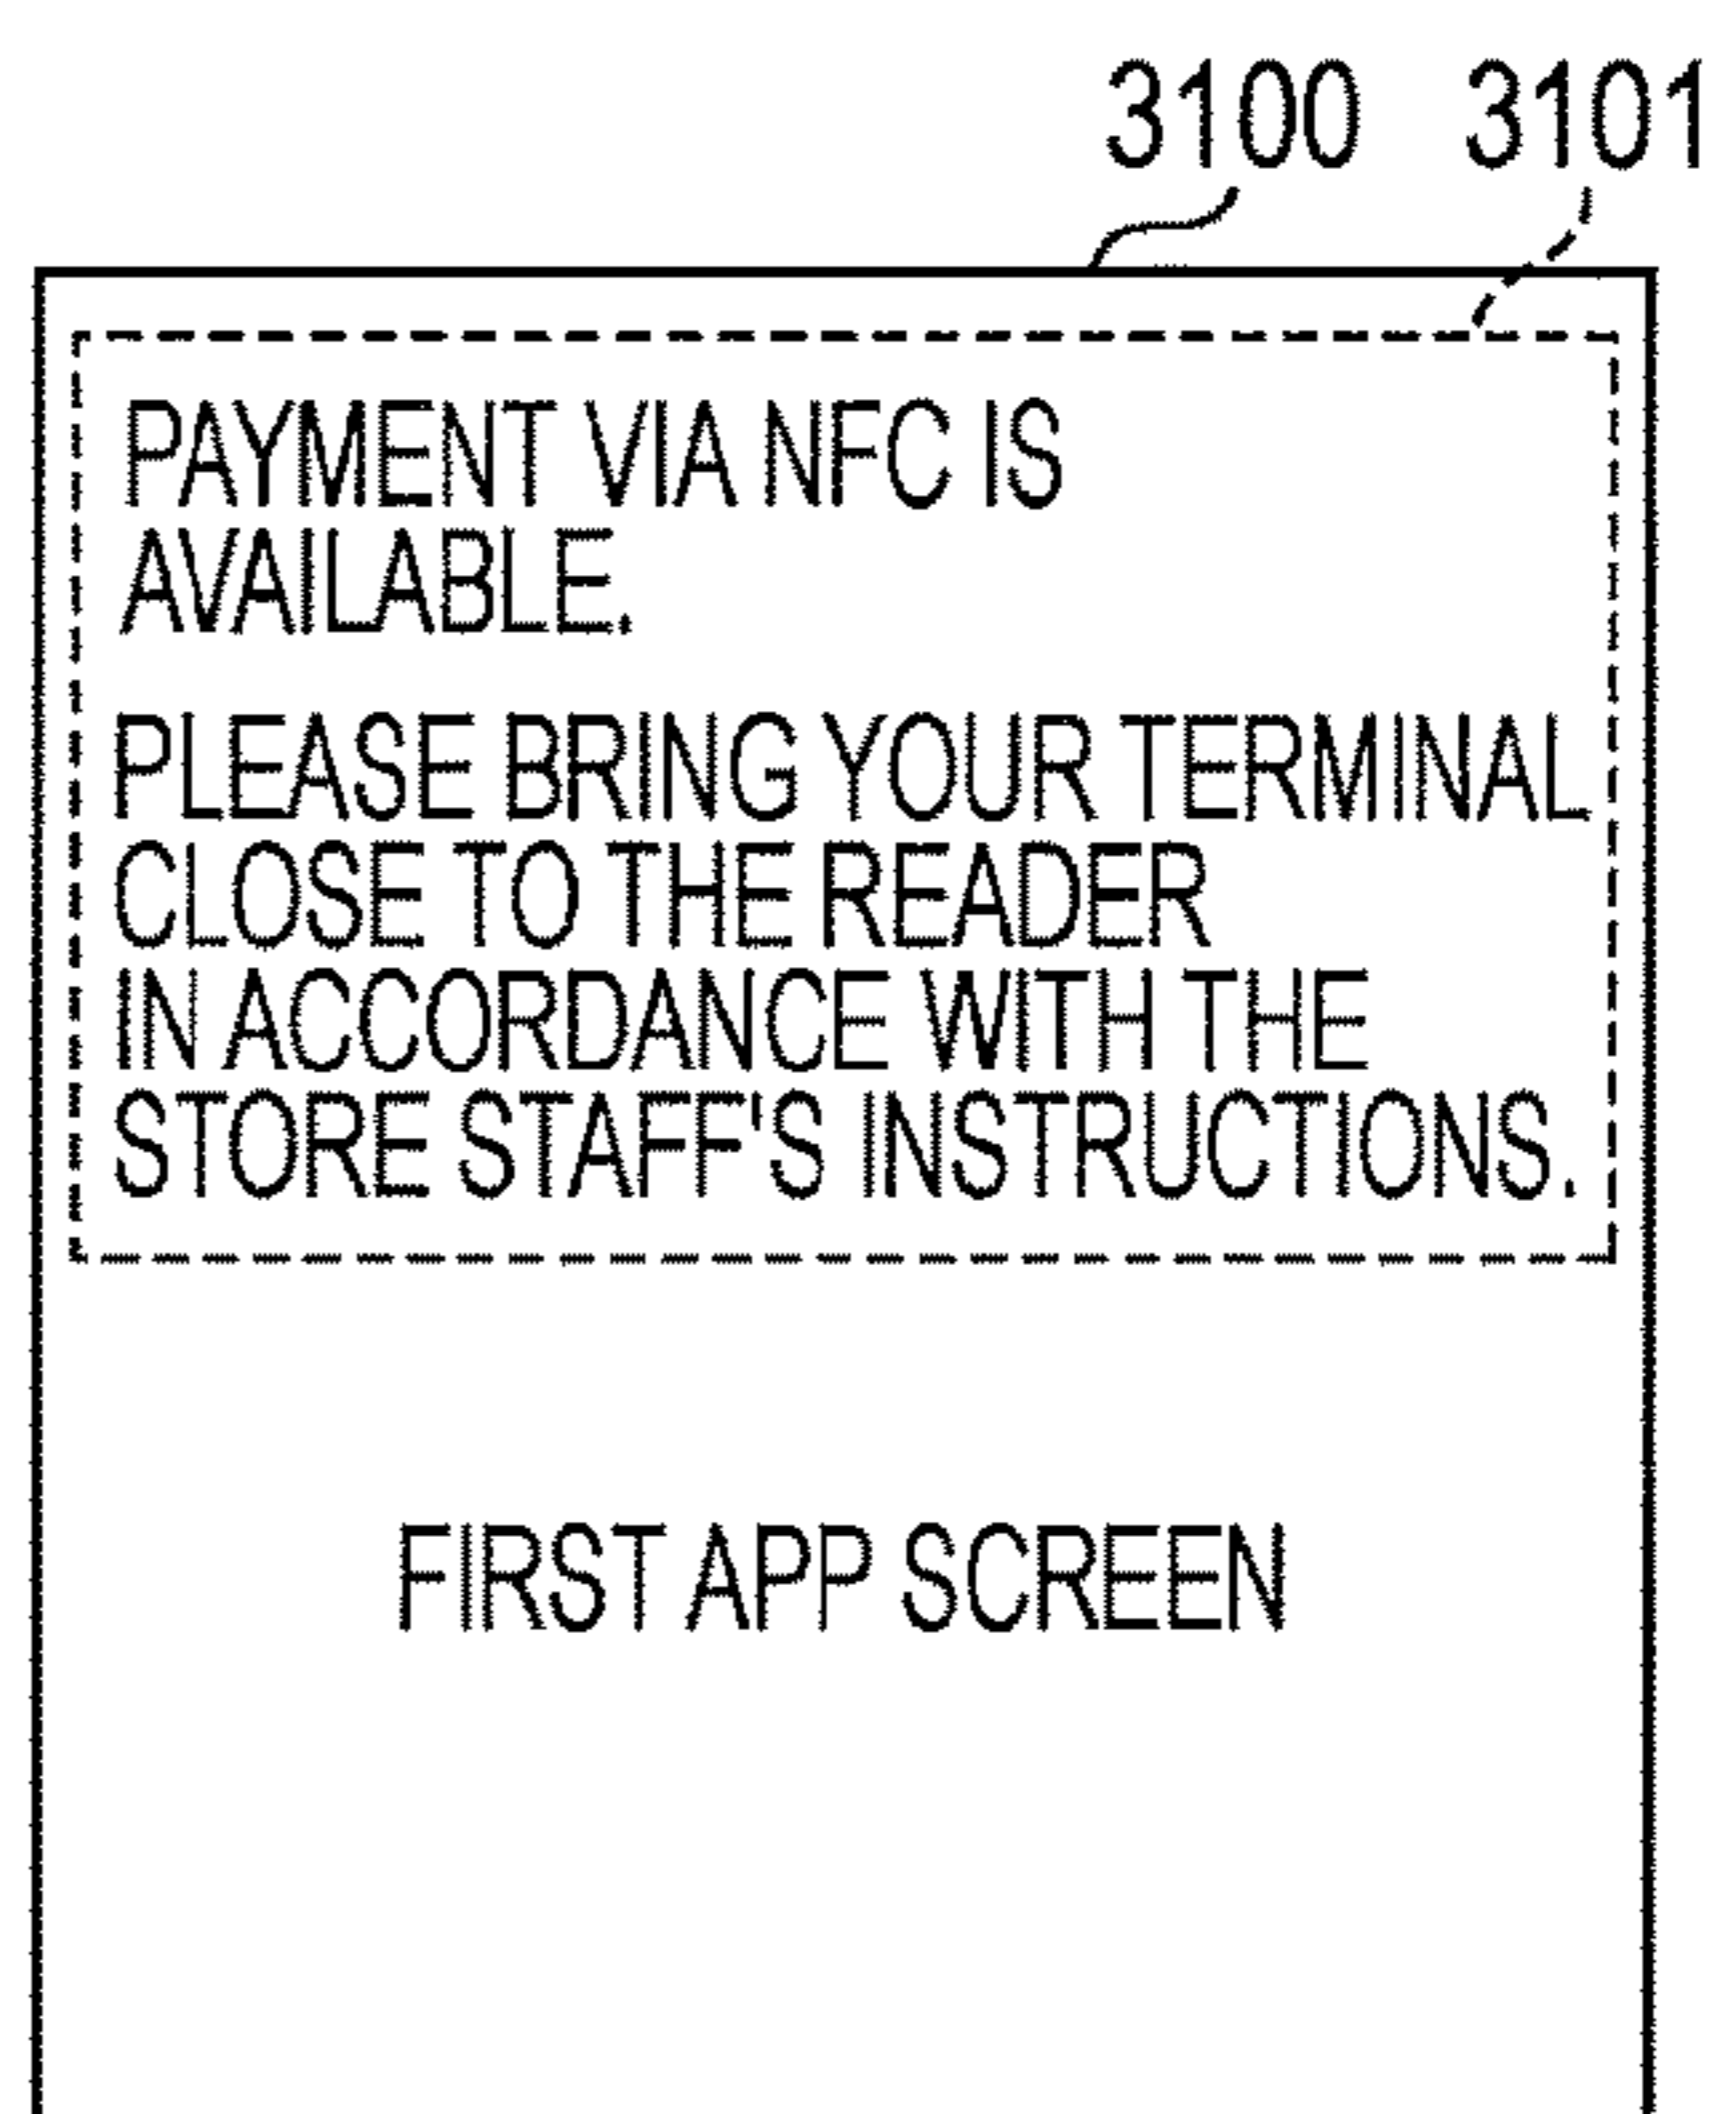 3100 3101
PAYMENT VIA NFC IS
AVAILABLE.
PLEASE BRING YOUR TERMINAL
CLOSE TO THE READER
IN ACCORDANCE WITH THE
STORE STAFF'S INSTRUCTIONS.
FIRST APP SCREEN